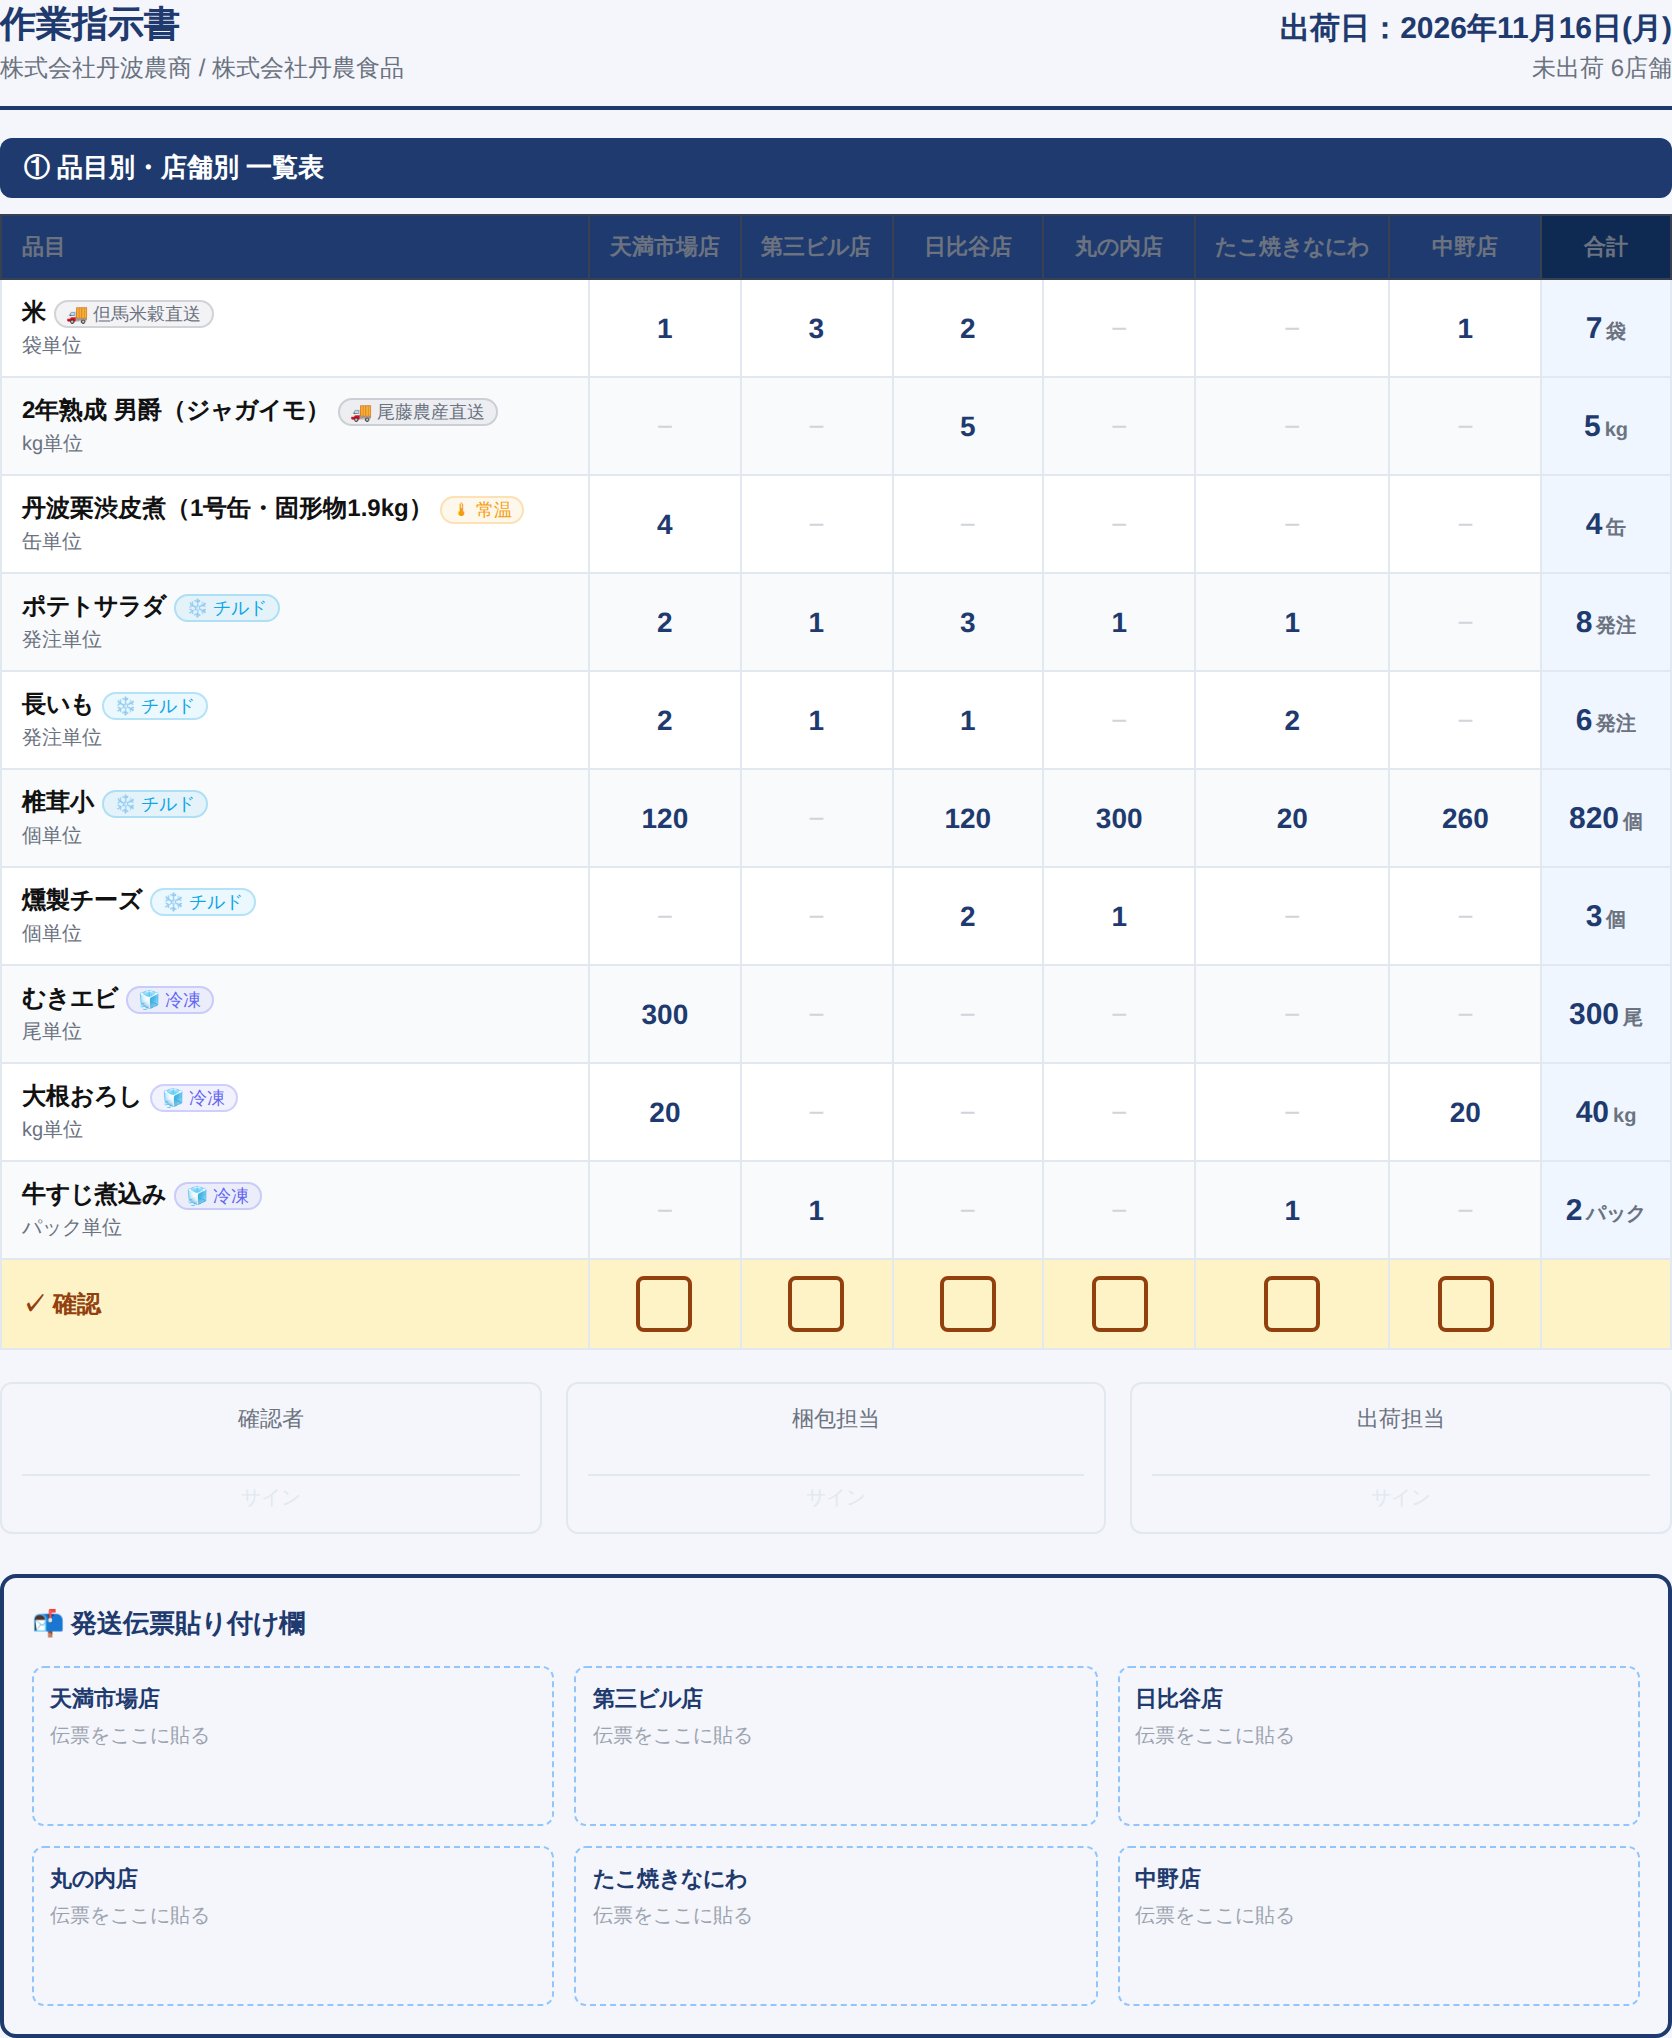 作業指示書
出荷日：2026年11月16日(月)
株式会社丹波農商 / 株式会社丹農食品
未出荷 6店舗
① 品目別・店舗別 一覧表
品目 天満市場店 第三ビル店 日比谷店 丸の内店 たこ焼きなにわ 中野店 合計
米 🚚 但馬米穀直送
袋単位
1 3 2 – – 1 7 袋
2年熟成 男爵（ジャガイモ） 🚚 尾藤農産直送
kg単位
– – 5 – – – 5 kg
丹波栗渋皮煮（1号缶・固形物1.9kg） 🌡 常温
缶単位
4 – – – – – 4 缶
ポテトサラダ ❄️ チルド
発注単位
2 1 3 1 1 – 8 発注
長いも ❄️ チルド
発注単位
2 1 1 – 2 – 6 発注
椎茸小 ❄️ チルド
個単位
120 – 120 300 20 260 820 個
燻製チーズ ❄️ チルド
個単位
– – 2 1 – – 3 個
むきエビ 🧊 冷凍
尾単位
300 – – – – – 300 尾
大根おろし 🧊 冷凍
kg単位
20 – – – – 20 40 kg
牛すじ煮込み 🧊 冷凍
パック単位
– 1 – – 1 – 2 パック
✓ 確認
確認者 梱包担当 出荷担当
サイン サイン サイン
📬 発送伝票貼り付け欄
天満市場店 第三ビル店 日比谷店
伝票をここに貼る 伝票をここに貼る 伝票をここに貼る
丸の内店 たこ焼きなにわ 中野店
伝票をここに貼る 伝票をここに貼る 伝票をここに貼る